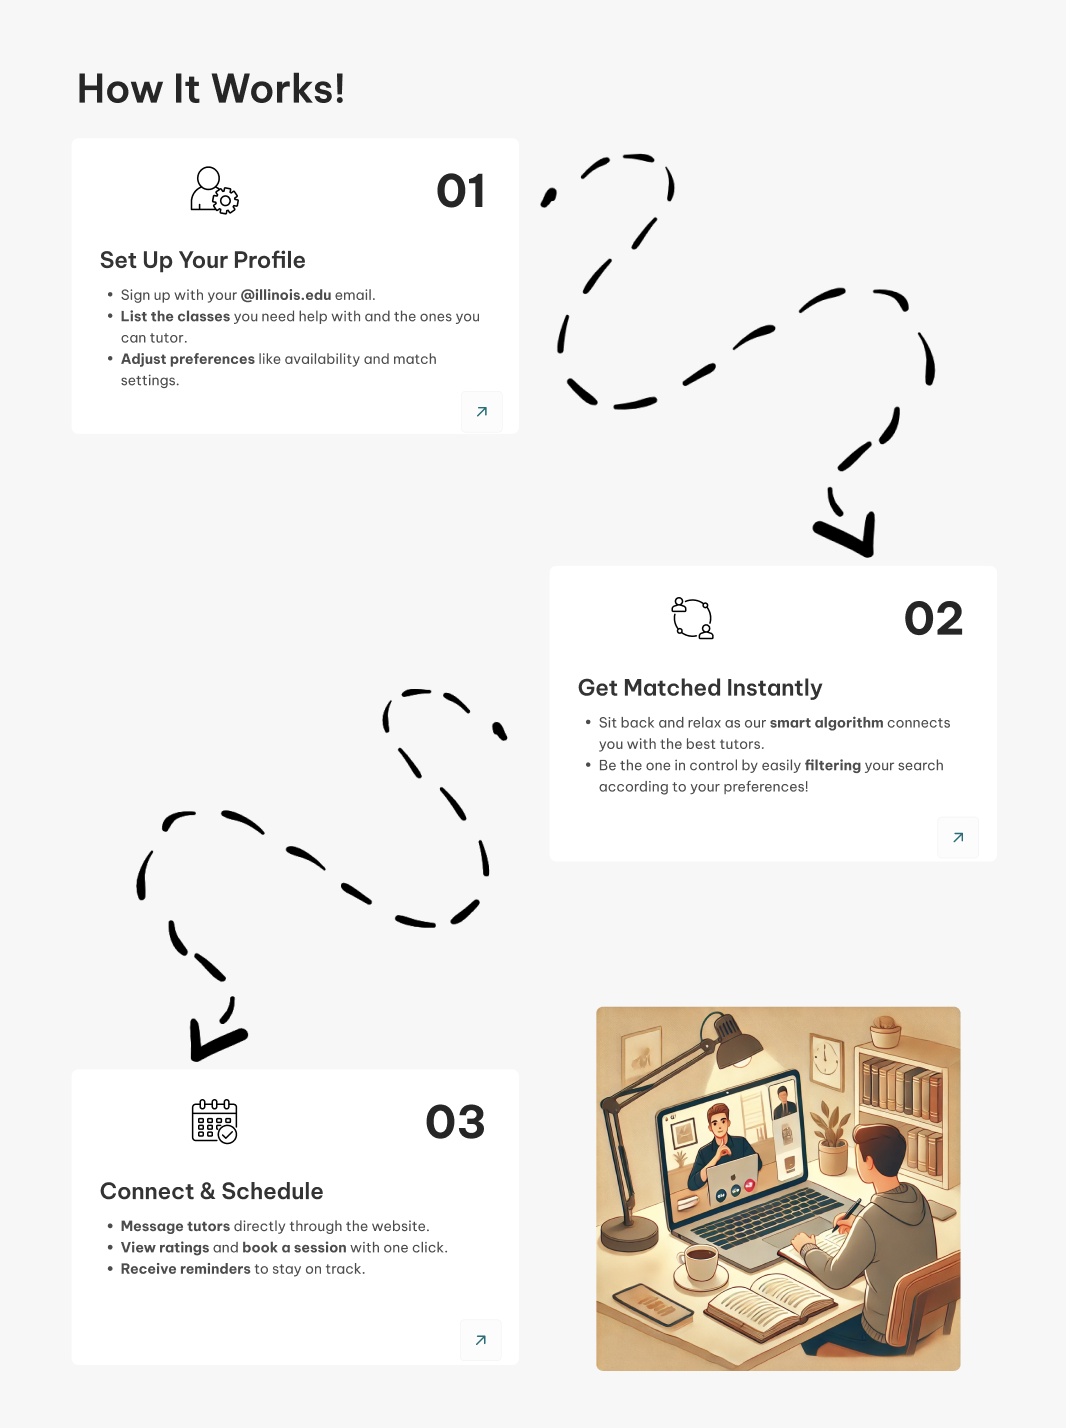 How It Works!
01
Set Up Your Profile
• Sign up with your @illinois.edu email.
• List the classes you need help with and the ones you
can tutor.
• Adjust preferences like availability and match
settings.
02
Get Matched Instantly
• Sit back and relax as our smart algorithm connects
you with the best tutors.
• Be the one in control by easily filtering your search
according to your preferences!
03
Connect & Schedule
• Message tutors directly through the website.
• View ratings and book a session with one click.
• Receive reminders to stay on track.